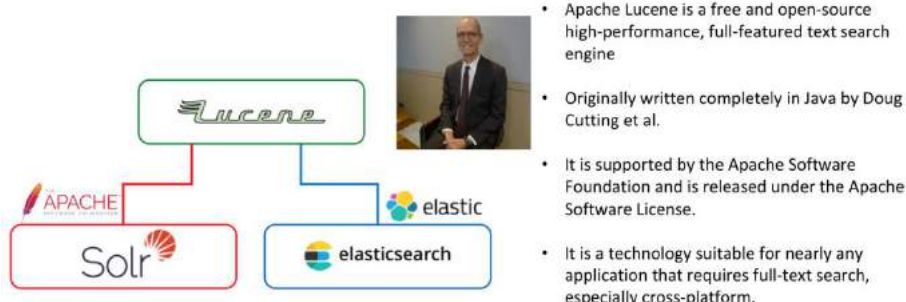 Lucene
THE
APACHE
SOFTWARE FOUNDATION
Solr
elastic
elasticsearch
• Apache Lucene is a free and open-source
high-performance, full-featured text search
engine
• Originally written completely in Java by Doug
Cutting et al.
• It is supported by the Apache Software
Foundation and is released under the Apache
Software License.
• It is a technology suitable for nearly any
application that requires full-text search,
especially cross-platform.